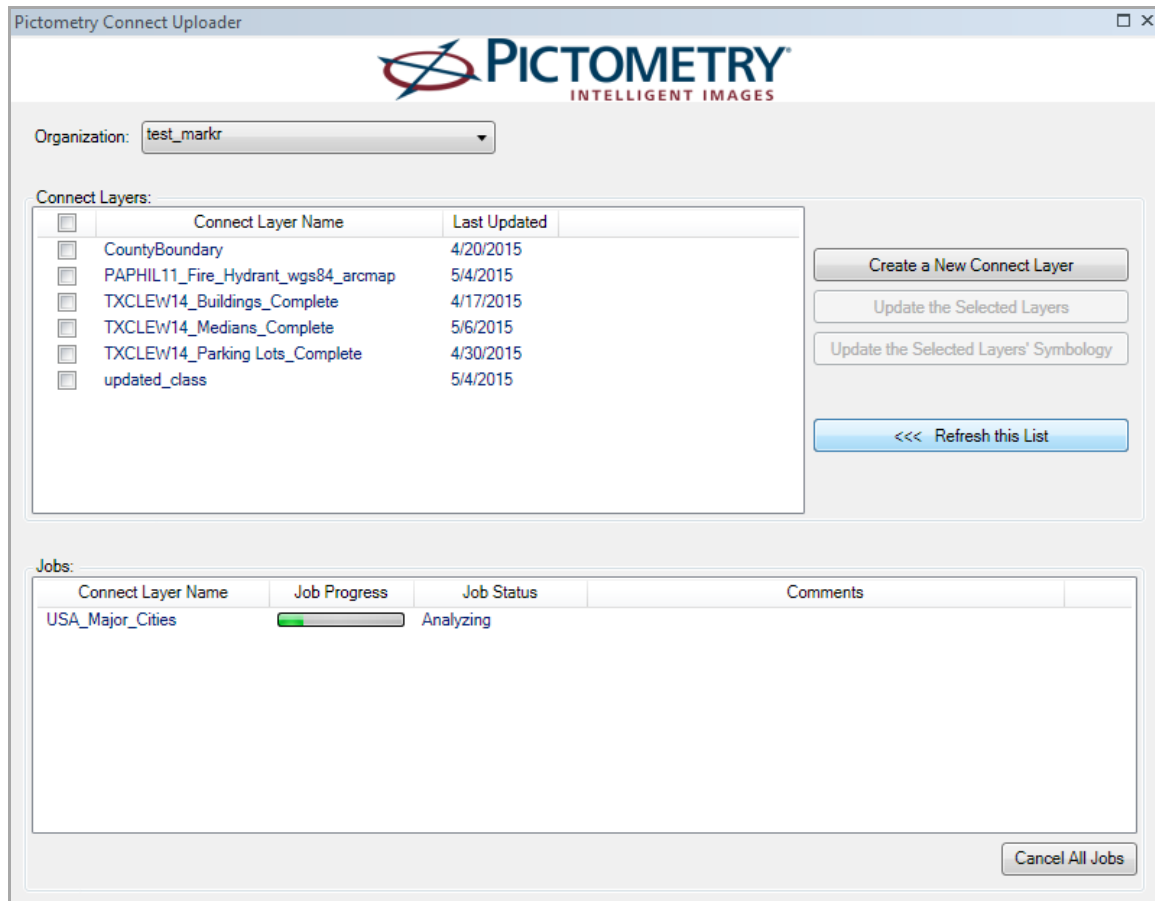 Pictometry Connect Uploader
PICTOMETRY®
INTELLIGENT IMAGES
Organization: test_markr
Connect Layers:
Connect Layer Name Last Updated
CountyBoundary 4/20/2015
PAPHIL11_Fire_Hydrant_wgs84_arcmap 5/4/2015
TXCLEW14_Buildings_Complete 4/17/2015
TXCLEW14_Medians_Complete 5/6/2015
TXCLEW14_Parking Lots_Complete 4/30/2015
updated_class 5/4/2015
Create a New Connect Layer
Update the Selected Layers
Update the Selected Layers' Symbology
<<< Refresh this List
Jobs:
Connect Layer Name Job Progress Job Status Comments
USA_Major_Cities Analyzing
Cancel All Jobs